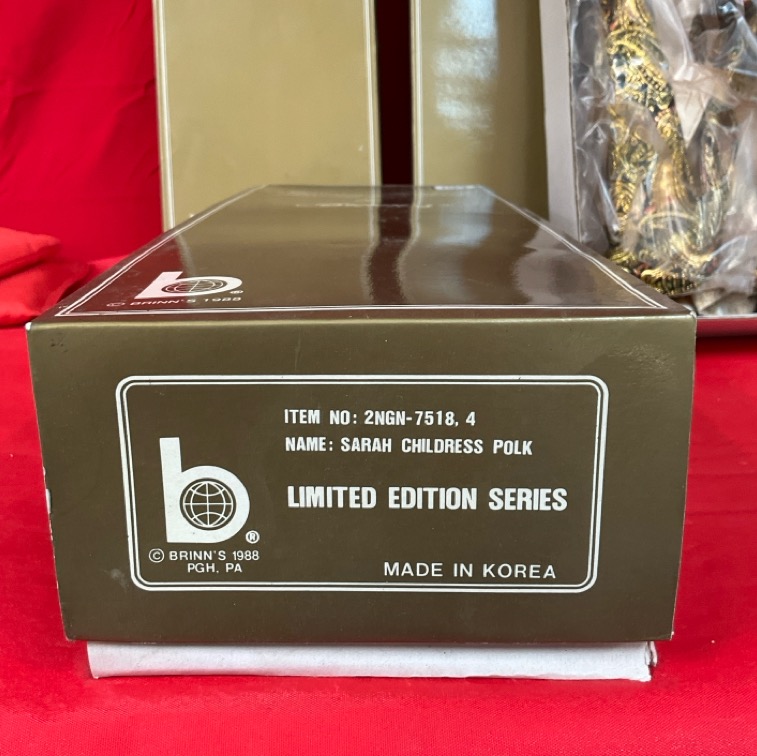 b®
© BRINN'S 1988
ITEM NO: 2NGN-7518, 4
NAME: SARAH CHILDRESS POLK
LIMITED EDITION SERIES
b®
© BRINN'S 1988
PGH, PA
MADE IN KOREA